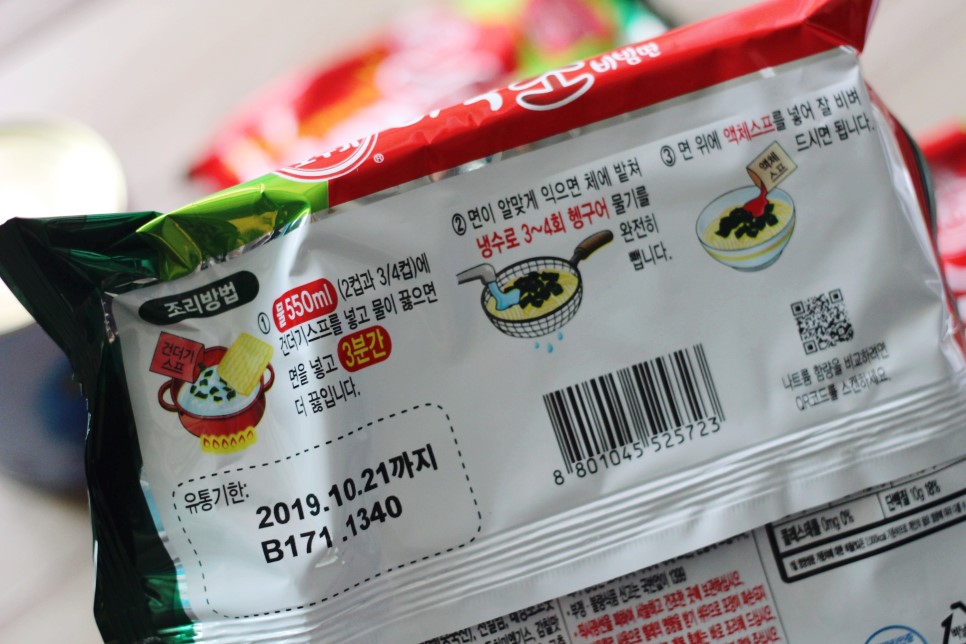 비빔면
®
조리방법
건더기
스프
① 물550ml (2컵과 3/4컵)에
건더기스프를 넣고 물이 끓으면
면을 넣고 3분간
더 끓입니다.
② 면이 알맞게 익으면 체에 받쳐
냉수로 3~4회 헹구어 물기를
완전히
뺍니다.
③ 면 위에 액체스프를 넣어 잘 비벼
드시면 됩니다.
액체
스프
나트륨 함량을 비교하려면
QR코드를 스캔하세요.
8 801045 525723
유통기한:
2019.10.21까지
B171 .1340
콜레스테롤 0mg 0%
단백질 10g 18%